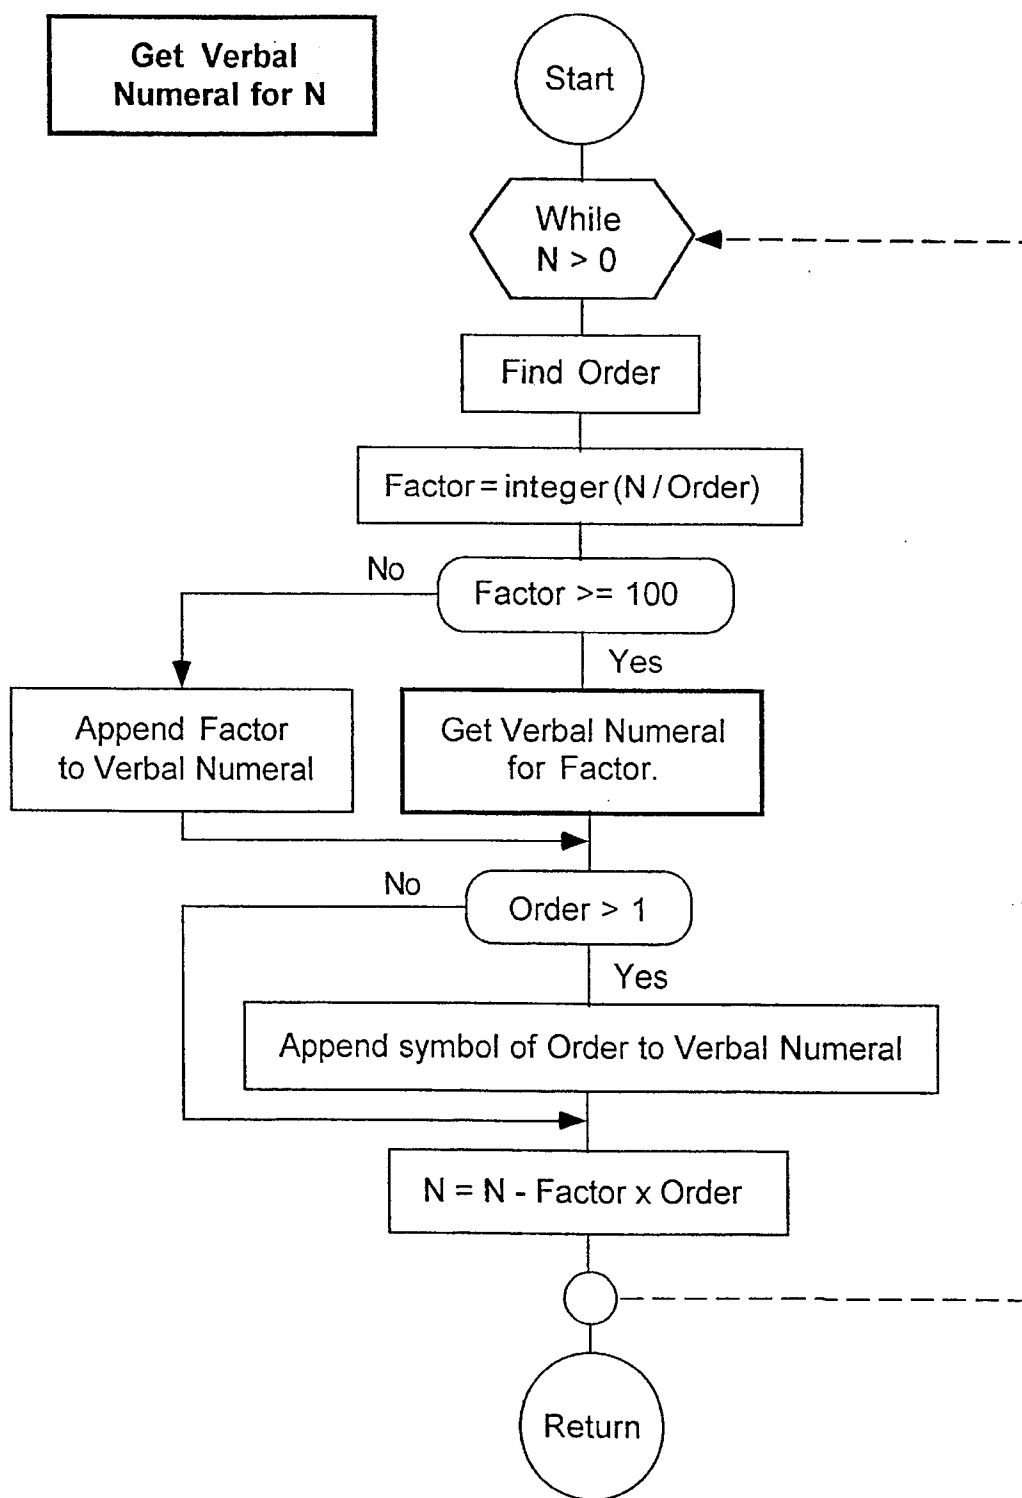 Get Verbal
Numeral for N
Start
While
N > 0
Find Order
Factor = integer (N / Order)
No
Factor >= 100
Yes
Append Factor
to Verbal Numeral
Get Verbal Numeral
for Factor.
No
Order > 1
Yes
Append symbol of Order to Verbal Numeral
N = N - Factor x Order
Return